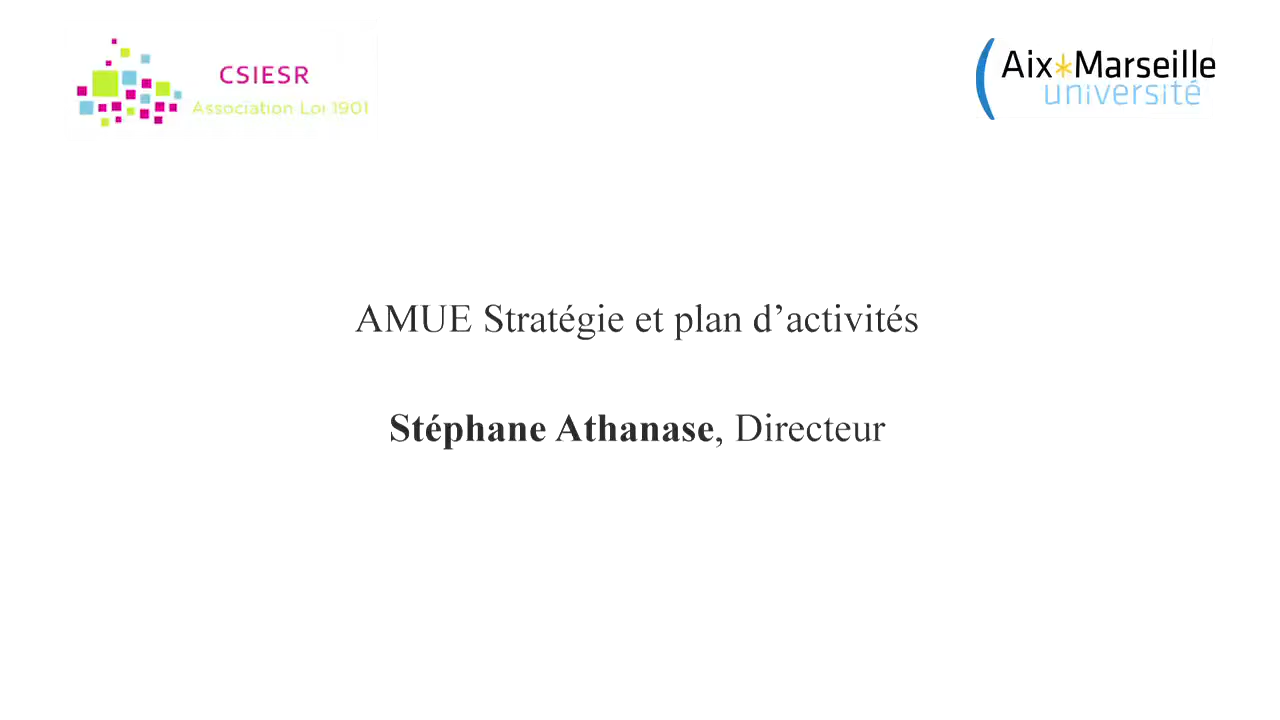 CSIESR
Association Loi 1901
Aix*Marseille
université
AMUE Stratégie et plan d’activités
Stéphane Athanase, Directeur